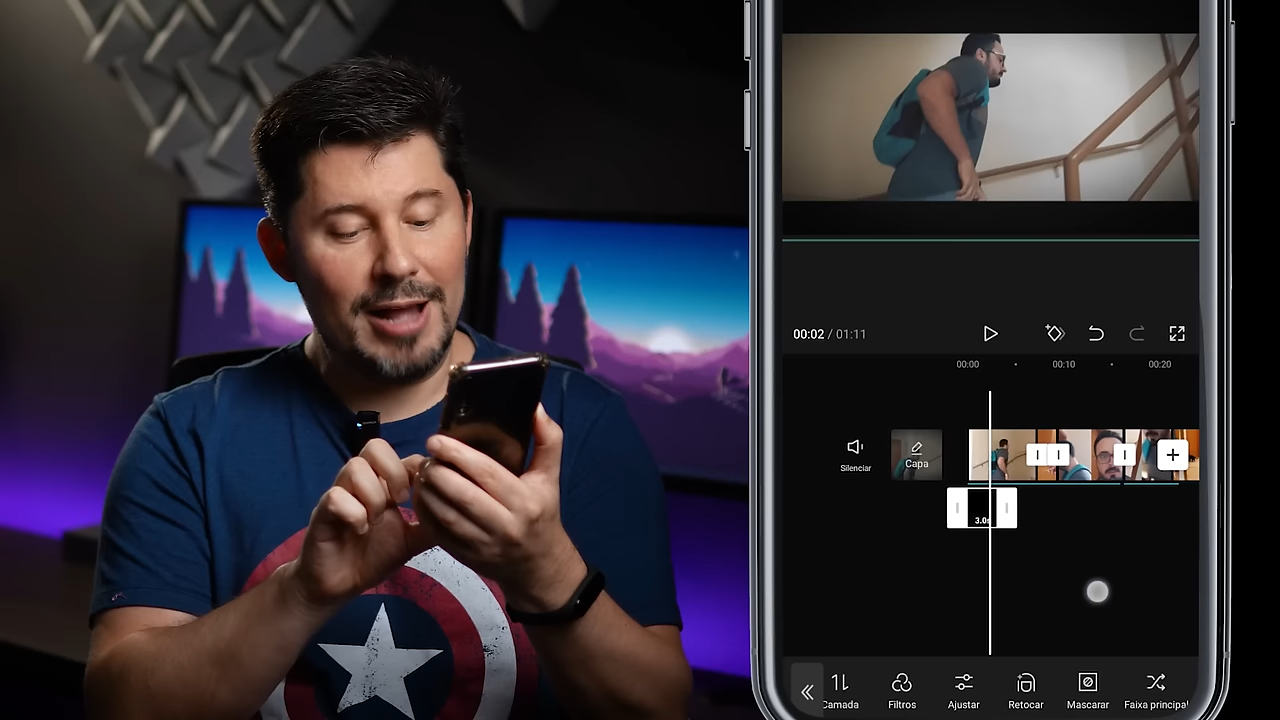 00:02 / 01:11
00:00
00:10
00:20
Silenciar
Capa
3.0s
Camada
Filtros
Ajustar
Retocar
Mascarar
Faixa principal